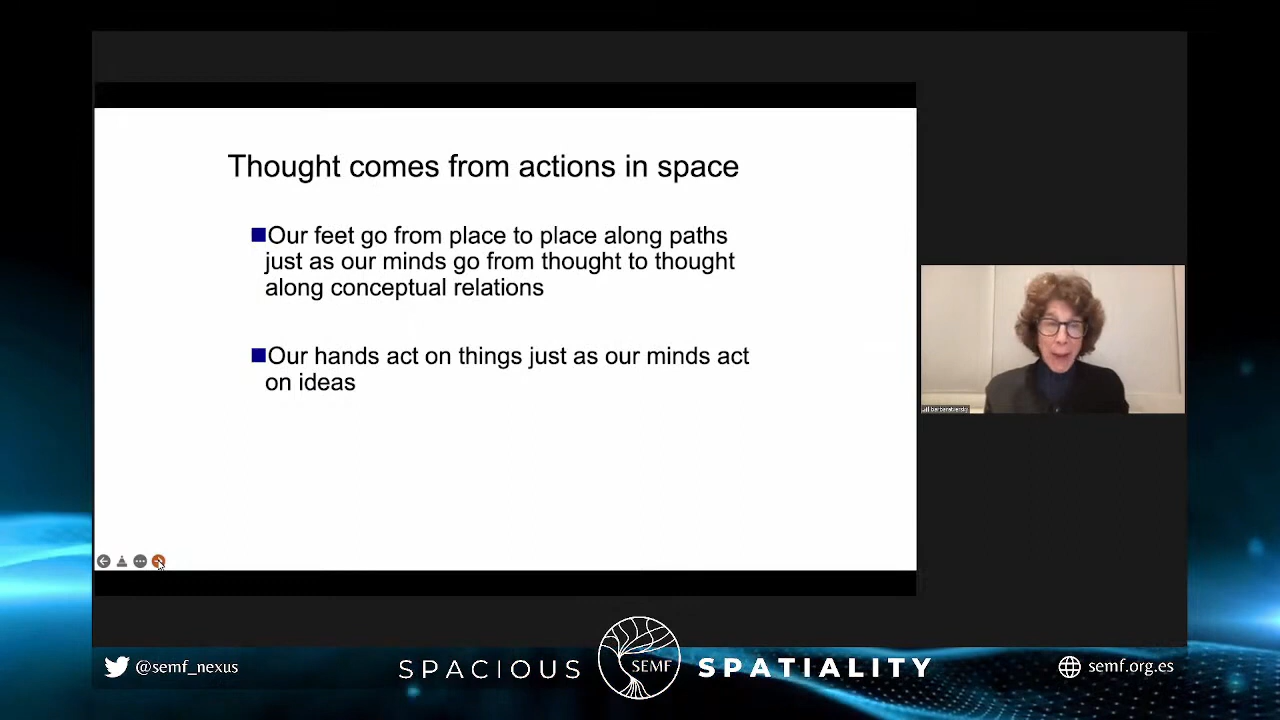 Thought comes from actions in space
Our feet go from place to place along paths
just as our minds go from thought to thought
along conceptual relations
Our hands act on things just as our minds act
on ideas
barbaratversky
@semf_nexus
SPACIOUS
SEMF
SPATIALITY
semf.org.es